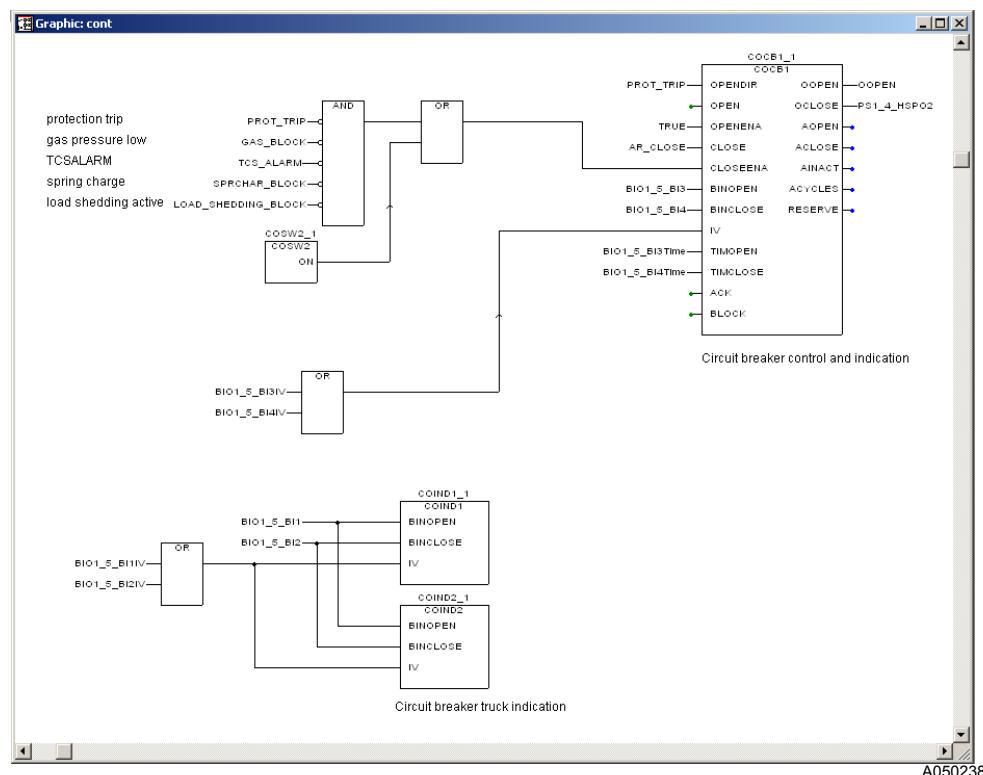 Graphic: cont
COCB1_1
COCB1
PROT_TRIP OPENDIR OOPEN OOPEN
OPEN OCLOSE PS1_4_HSPO2
TRUE OPENENA AOPEN
AR_CLOSE CLOSE ACLOSE
CLOSEENA AINACT
BIO1_5_BI3 BINOPEN ACYCLES
BIO1_5_BI4 BINCLOSE RESERVE
IV
BIO1_5_BI3Time TIMOPEN
BIO1_5_BI4Time TIMCLOSE
ACK
BLOCK
Circuit breaker control and indication
AND
OR
protection trip PROT_TRIP
gas pressure low GAS_BLOCK
TCSALARM TCS_ALARM
spring charge SPRCHAR_BLOCK
load shedding active LOAD_SHEDDING_BLOCK
COSW2_1
COSW2
ON
OR
BIO1_5_BI3IV
BIO1_5_BI4IV
COIND1_1
COIND1
BIO1_5_BI1 BINOPEN
BIO1_5_BI2 BINCLOSE
IV
OR
BIO1_5_BI1IV
BIO1_5_BI2IV
COIND2_1
COIND2
BINOPEN
BINCLOSE
IV
Circuit breaker truck indication
A050238